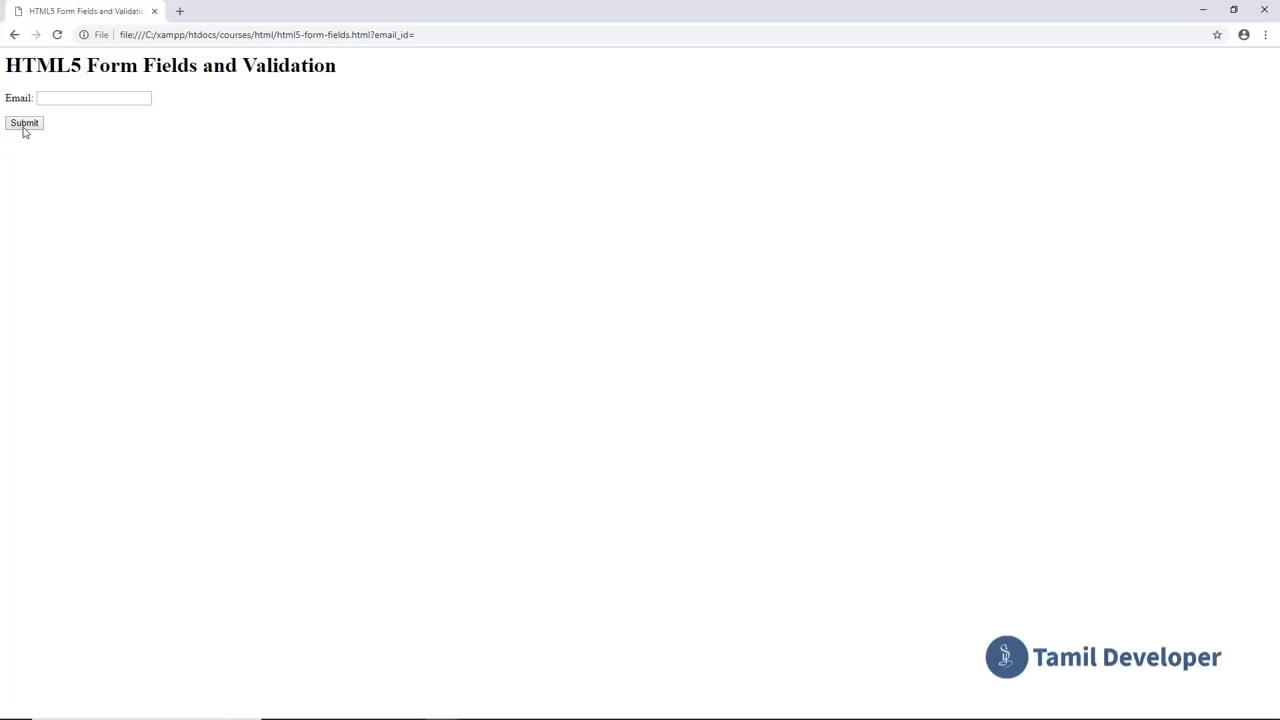 HTML5 Form Fields and Validatio
File
file:///C:/xampp/htdocs/courses/html/html5-form-fields.html?email_id=
HTML5 Form Fields and Validation
Email:
Submit
Tamil Developer